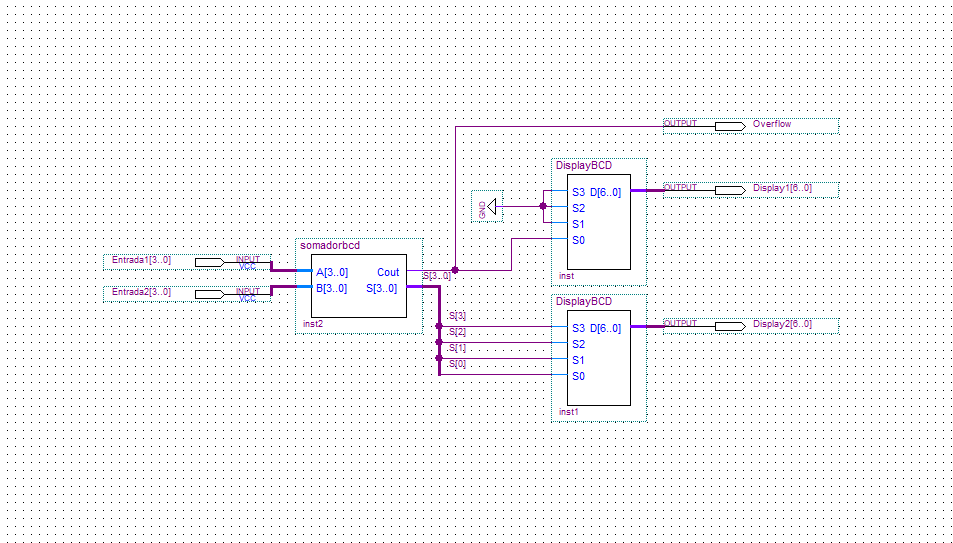 OUTPUT Overflow
DisplayBCD
OUTPUT Display1[6..0]
S3 D[6..0]
S2
S1
S0
GND
inst
Entrada1[3..0] INPUT
VCC
Entrada2[3..0] INPUT
VCC
somadorbcd
A[3..0] Cout
B[3..0] S[3..0]
inst2
S[3..0]
S[3]
S[2]
S[1]
S[0]
DisplayBCD
OUTPUT Display2[6..0]
S3 D[6..0]
S2
S1
S0
inst1